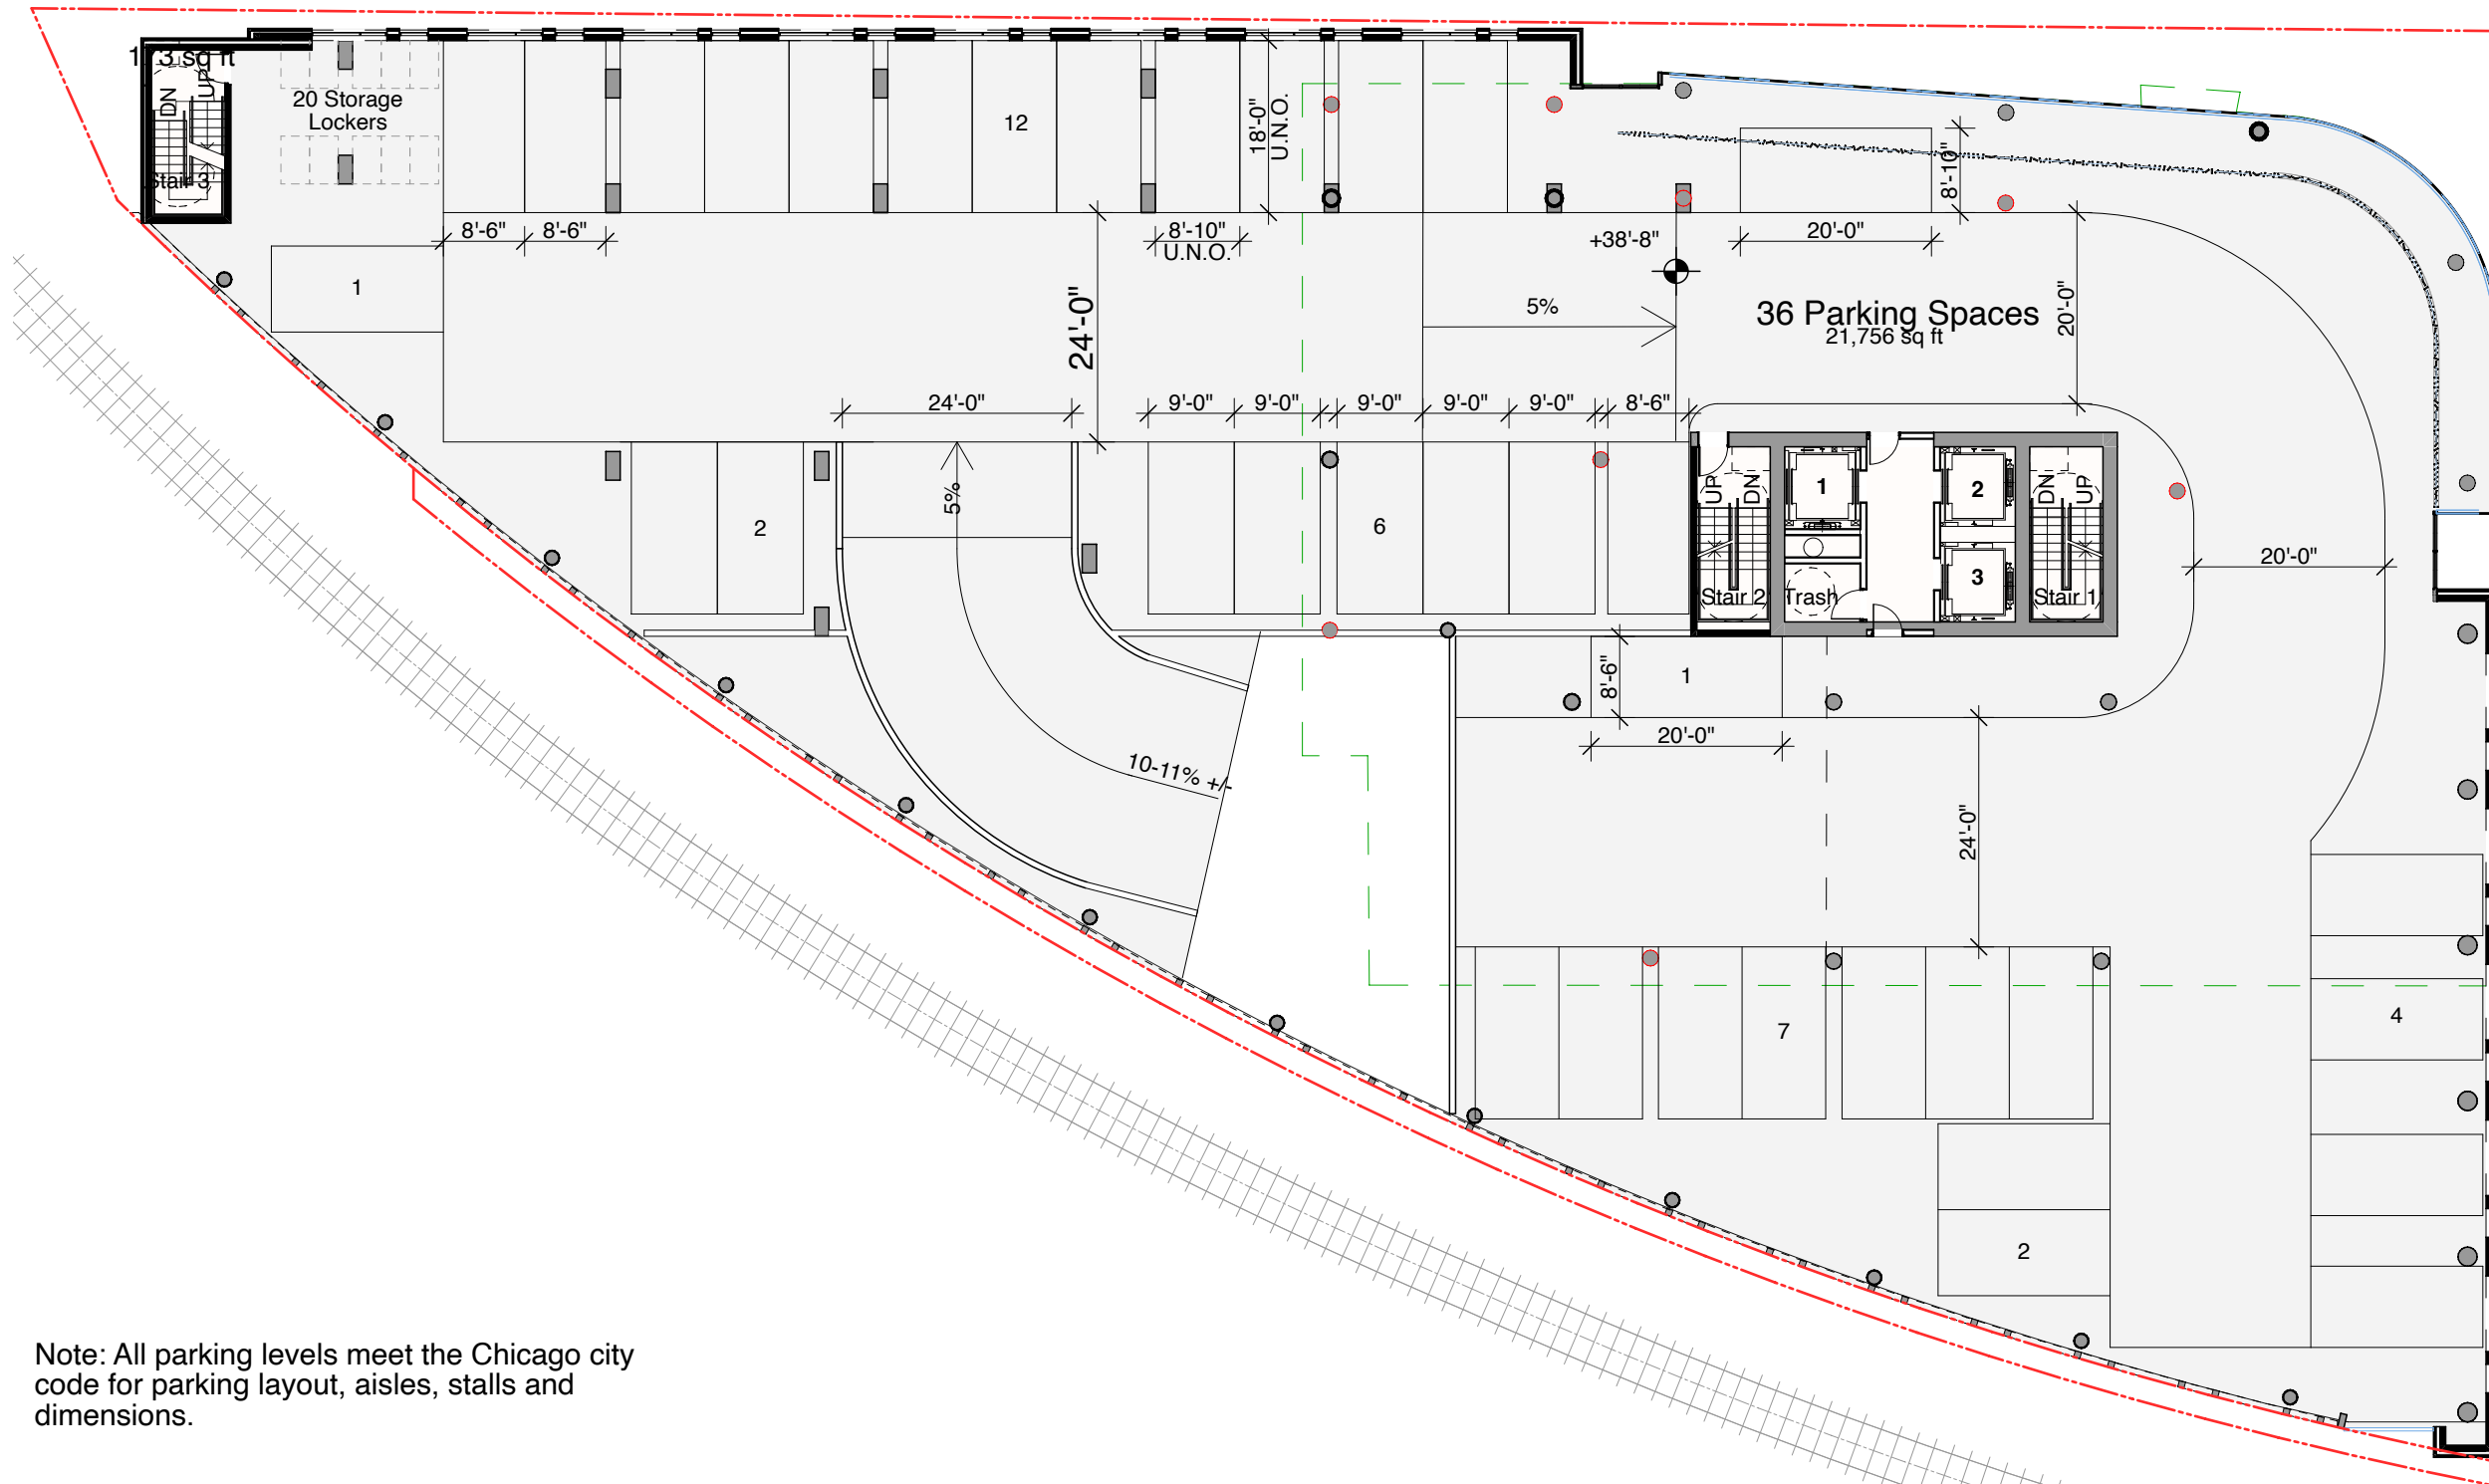 173 sq ft
UP
DN
Stair 3
20 Storage
Lockers
12
18'-0"
U.N.O.
8'-10"
8'-6"
8'-6"
8'-10"
U.N.O.
+38'-8"
20'-0"
1
24'-0"
5%
36 Parking Spaces
21,756 sq ft
20'-0"
24'-0"
9'-0"
9'-0"
9'-0"
9'-0"
9'-0"
8'-6"
5%
2
6
UP
DN
Stair 2
1
Trash
2
3
DN
UP
Stair 1
20'-0"
8'-6"
1
20'-0"
10-11% +/-
24'-0"
7
4
2
Note: All parking levels meet the Chicago city
code for parking layout, aisles, stalls and
dimensions.